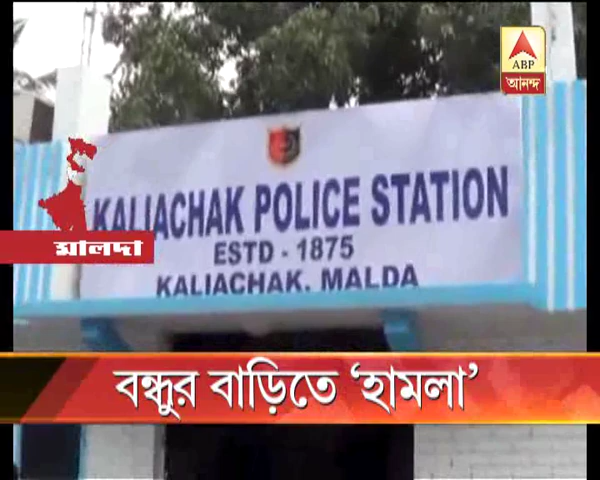 ABP
আনন্দ
KALIACHAK POLICE STATION
ESTD - 1875
KALIACHAK, MALDA
মালদা
বন্ধুর বাড়িতে ‘হামলা’